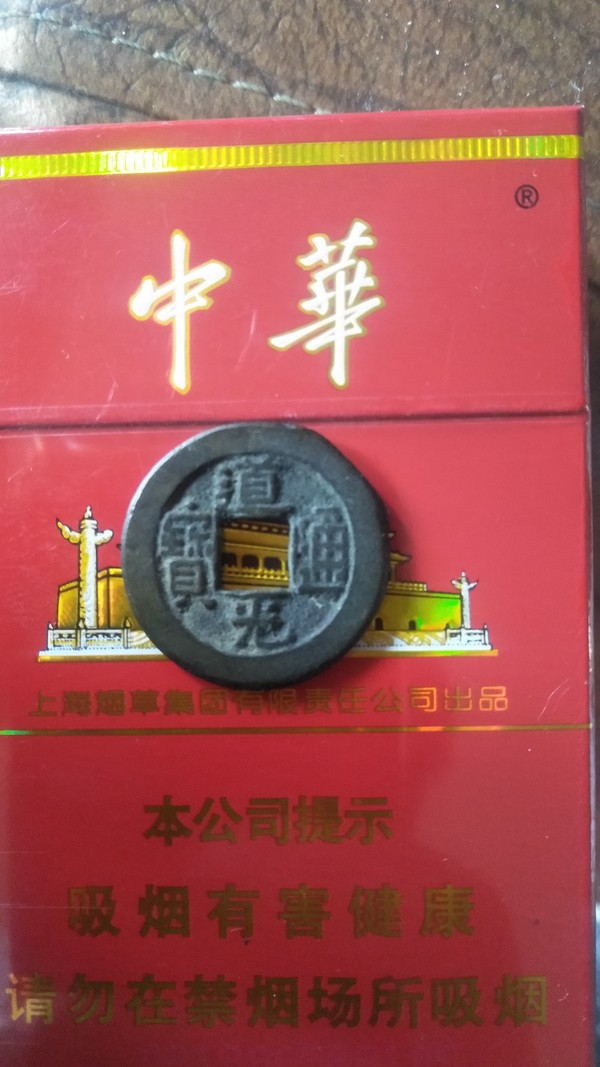 ®
中華
道光通寳
上海烟草集团有限责任公司出品
本公司提示
吸烟有害健康
请勿在禁烟场所吸烟